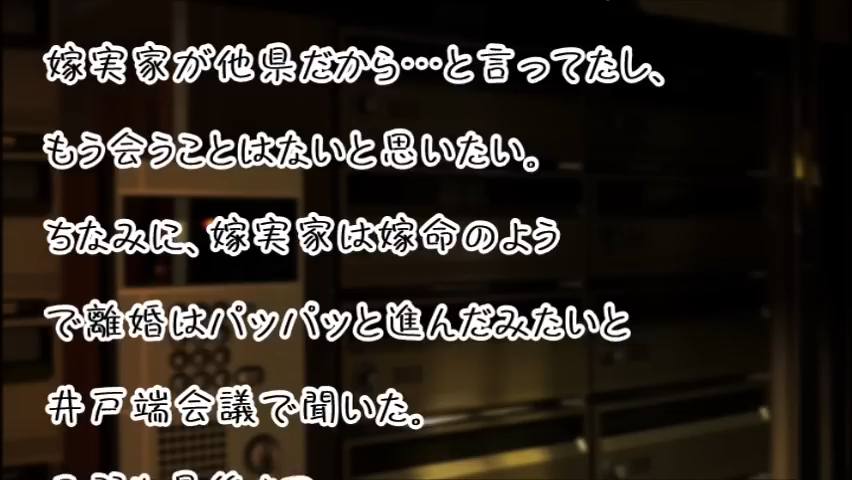 嫁実家が他県だから…と言ってたし、
もう会うことはないと思いたい。
ちなみに、嫁実家は嫁命のよう
で離婚はパッパッと進んだみたいと
井戸端会議で聞いた。